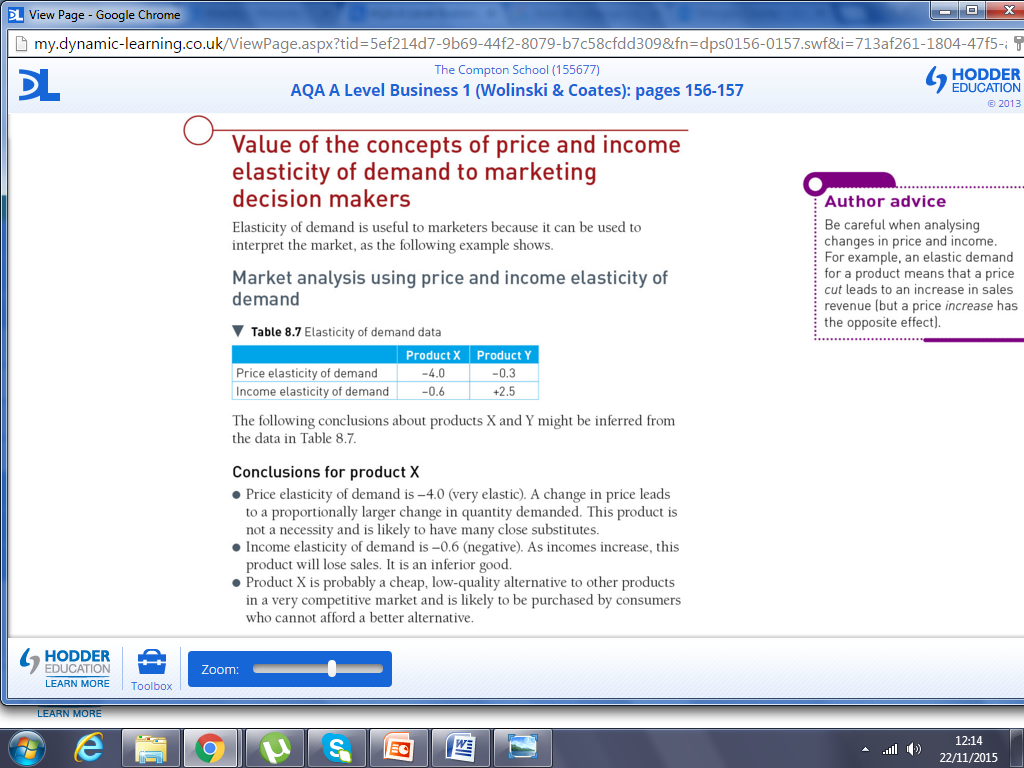 View Page - Google Chrome
my.dynamic-learning.co.uk/ViewPage.aspx?tid=5ef214d7-9b69-44f2-8079-b7c58cfdd309&fn=dps0156-0157.swf&i=713af261-1804-47f5-
The Compton School (155677)
AQA A Level Business 1 (Wolinski & Coates): pages 156-157
DL
HODDER
EDUCATION
© 2013
Value of the concepts of price and income
elasticity of demand to marketing
decision makers
Elasticity of demand is useful to marketers because it can be used to
interpret the market, as the following example shows.
Market analysis using price and income elasticity of
demand
Table 8.7 Elasticity of demand data
Product X Product Y
Price elasticity of demand −4.0 −0.3
Income elasticity of demand −0.6 +2.5
The following conclusions about products X and Y might be inferred from
the data in Table 8.7.
Conclusions for product X
● Price elasticity of demand is −4.0 (very elastic). A change in price leads
to a proportionally larger change in quantity demanded. This product is
not a necessity and is likely to have many close substitutes.
● Income elasticity of demand is −0.6 (negative). As incomes increase, this
product will lose sales. It is an inferior good.
● Product X is probably a cheap, low-quality alternative to other products
in a very competitive market and is likely to be purchased by consumers
who cannot afford a better alternative.
Author advice
Be careful when analysing
changes in price and income.
For example, an elastic demand
for a product means that a price
cut leads to an increase in sales
revenue (but a price increase has
the opposite effect).
HODDER
EDUCATION
LEARN MORE
Toolbox
Zoom:
LEARN MORE
12:14
22/11/2015